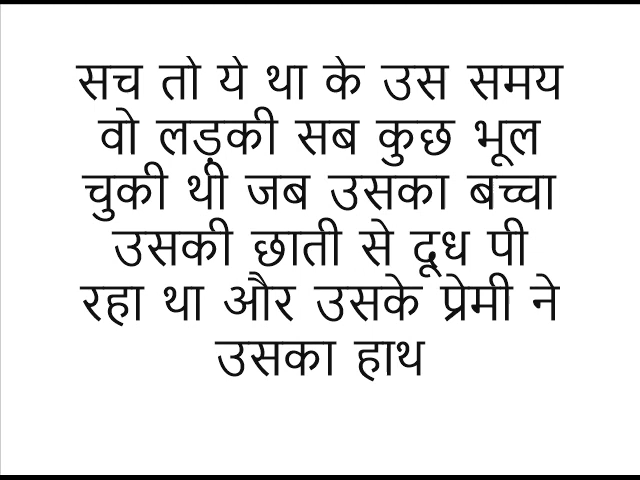 सच तो ये था के उस समय
वो लड़की सब कुछ भूल
चुकी थी जब उसका बच्चा
उसकी छाती से दूध पी
रहा था और उसके प्रेमी ने
उसका हाथ